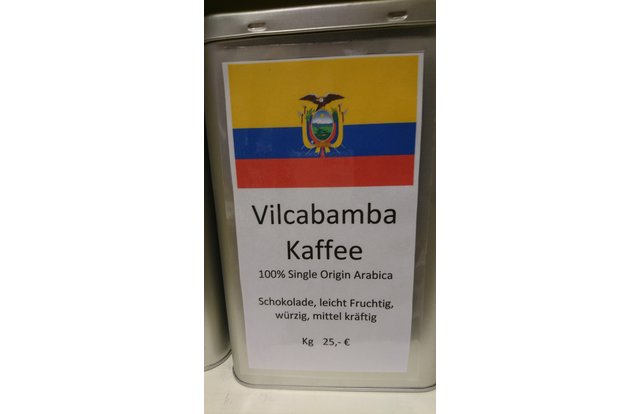 Vilcabamba
Kaffee
100% Single Origin Arabica
Schokolade, leicht Fruchtig,
würzig, mittel kräftig
Kg 25,- €